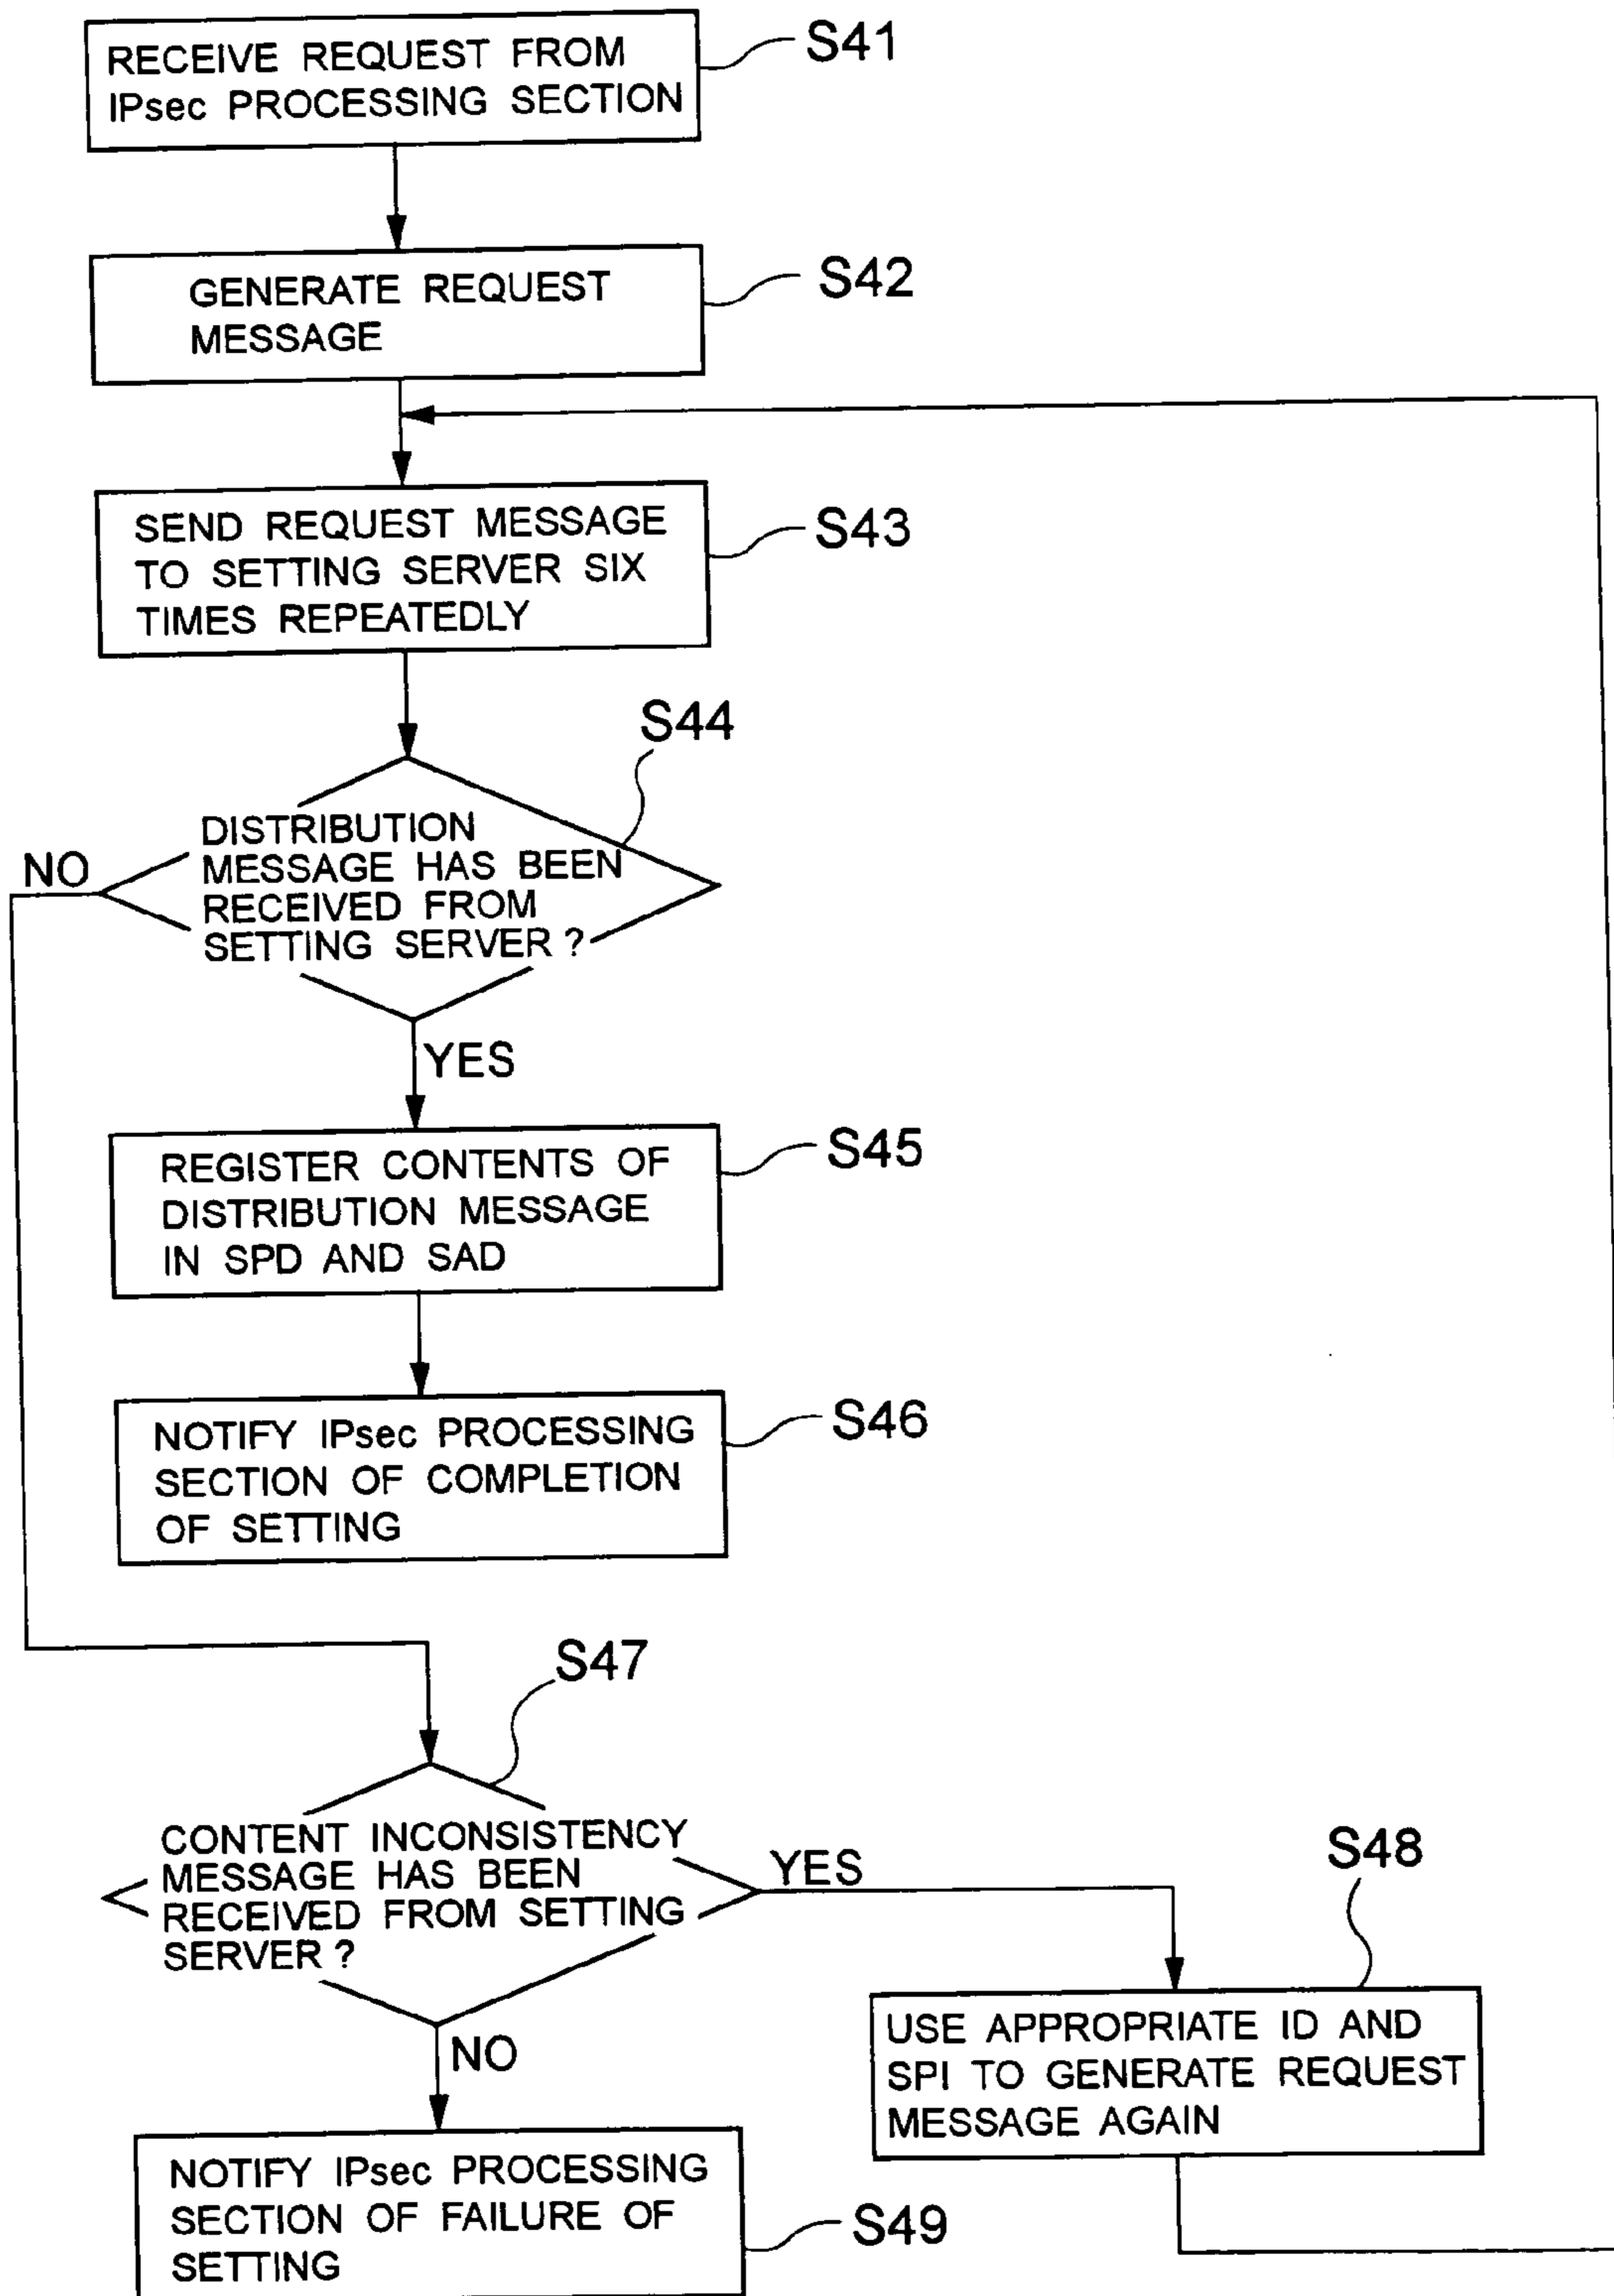 RECEIVE REQUEST FROM
IPsec PROCESSING SECTION
S41
GENERATE REQUEST
MESSAGE
S42
SEND REQUEST MESSAGE
TO SETTING SERVER SIX
TIMES REPEATEDLY
S43
S44
DISTRIBUTION
MESSAGE HAS BEEN
RECEIVED FROM
SETTING SERVER ?
NO
YES
REGISTER CONTENTS OF
DISTRIBUTION MESSAGE
IN SPD AND SAD
S45
NOTIFY IPsec PROCESSING
SECTION OF COMPLETION
OF SETTING
S46
S47
CONTENT INCONSISTENCY
MESSAGE HAS BEEN
RECEIVED FROM SETTING
SERVER ?
YES
NO
S48
USE APPROPRIATE ID AND
SPI TO GENERATE REQUEST
MESSAGE AGAIN
NOTIFY IPsec PROCESSING
SECTION OF FAILURE OF
SETTING
S49